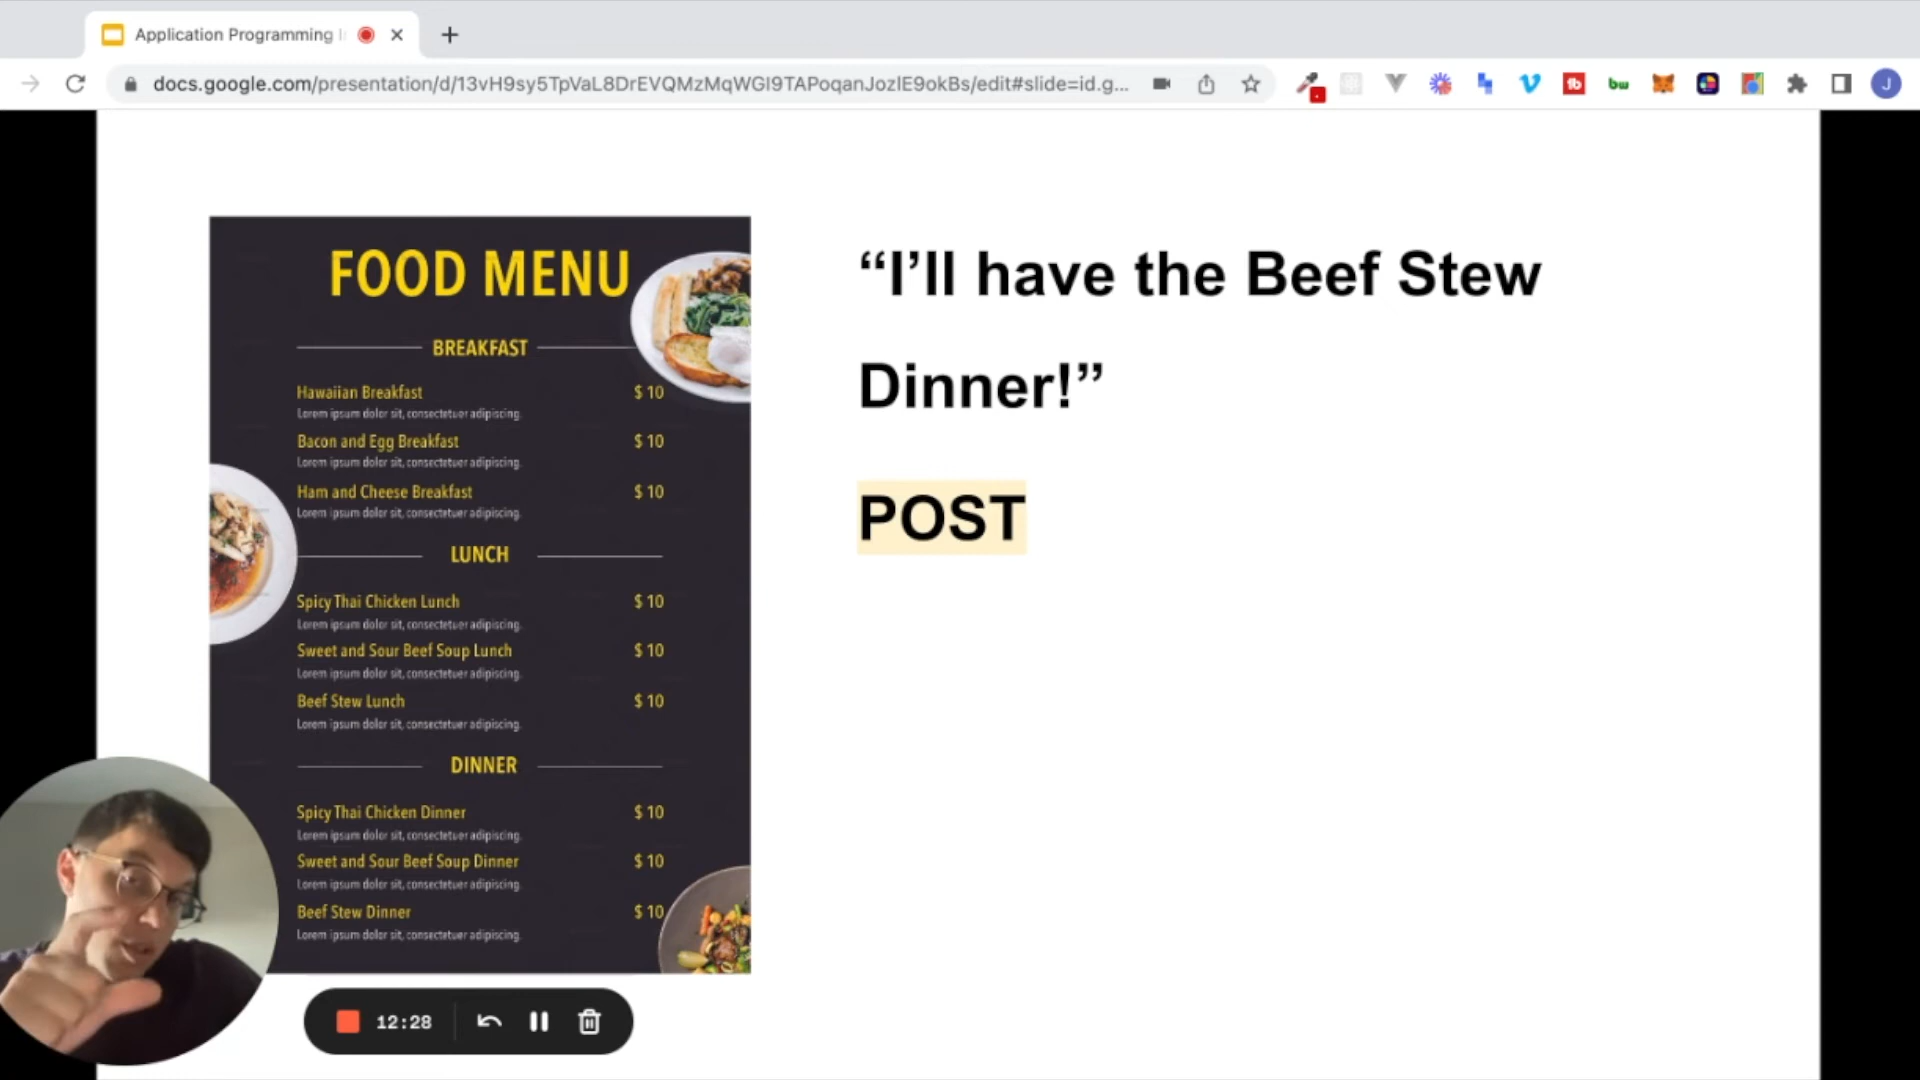 Application Programming I
docs.google.com/presentation/d/13vH9sy5TpVaL8DrEVQMzMqWGI9TAPoqanJozlE9okBs/edit#slide=id.g...
tb
bw
J
FOOD MENU
BREAKFAST
Hawaiian Breakfast $ 10
Lorem ipsum dolor sit, consectetuer adipiscing.
Bacon and Egg Breakfast $ 10
Lorem ipsum dolor sit, consectetuer adipiscing.
Ham and Cheese Breakfast $ 10
Lorem ipsum dolor sit, consectetuer adipiscing.
LUNCH
Spicy Thai Chicken Lunch $ 10
Lorem ipsum dolor sit, consectetuer adipiscing.
Sweet and Sour Beef Soup Lunch $ 10
Lorem ipsum dolor sit, consectetuer adipiscing.
Beef Stew Lunch $ 10
Lorem ipsum dolor sit, consectetuer adipiscing.
DINNER
Spicy Thai Chicken Dinner $ 10
Lorem ipsum dolor sit, consectetuer adipiscing.
Sweet and Sour Beef Soup Dinner $ 10
Lorem ipsum dolor sit, consectetuer adipiscing.
Beef Stew Dinner $ 10
Lorem ipsum dolor sit, consectetuer adipiscing.
“I’ll have the Beef Stew
Dinner!”
POST
12:28